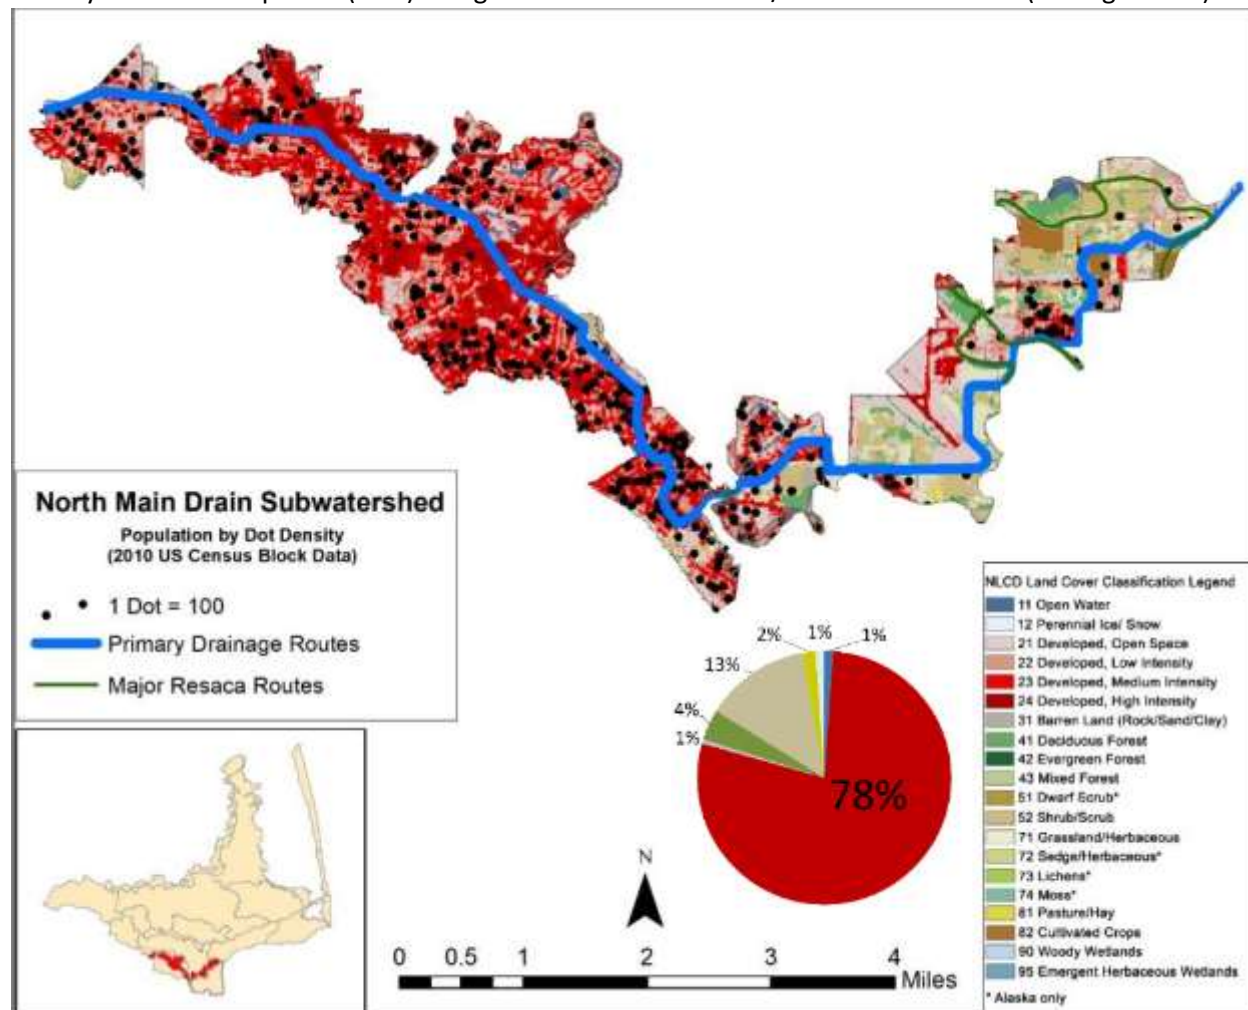 North Main Drain Subwatershed
Population by Dot Density
(2010 US Census Block Data)
1 Dot = 100
Primary Drainage Routes
Major Resaca Routes
2%
1%
1%
13%
4%
1%
78%
N
0 0.5 1 2 3 4
Miles
NLCD Land Cover Classification Legend
11 Open Water
12 Perennial Ice/ Snow
21 Developed, Open Space
22 Developed, Low Intensity
23 Developed, Medium Intensity
24 Developed, High Intensity
31 Barren Land (Rock/Sand/Clay)
41 Deciduous Forest
42 Evergreen Forest
43 Mixed Forest
51 Dwarf Scrub*
52 Shrub/Scrub
71 Grassland/Herbaceous
72 Sedge/Herbaceous*
73 Lichens*
74 Moss*
81 Pasture/Hay
82 Cultivated Crops
90 Woody Wetlands
95 Emergent Herbaceous Wetlands
* Alaska only